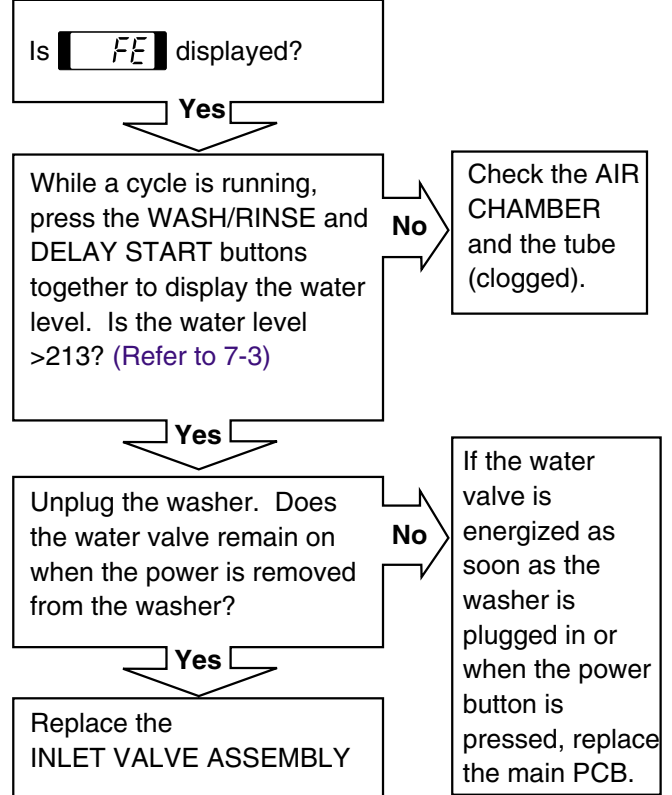 Is FE displayed?
Yes
While a cycle is running,
press the WASH/RINSE and
DELAY START buttons
together to display the water
level. Is the water level
>213? (Refer to 7-3)
No
Check the AIR
CHAMBER
and the tube
(clogged).
Yes
Unplug the washer. Does
the water valve remain on
when the power is removed
from the washer?
No
If the water
valve is
energized as
soon as the
washer is
plugged in or
when the power
button is
pressed, replace
the main PCB.
Yes
Replace the
INLET VALVE ASSEMBLY